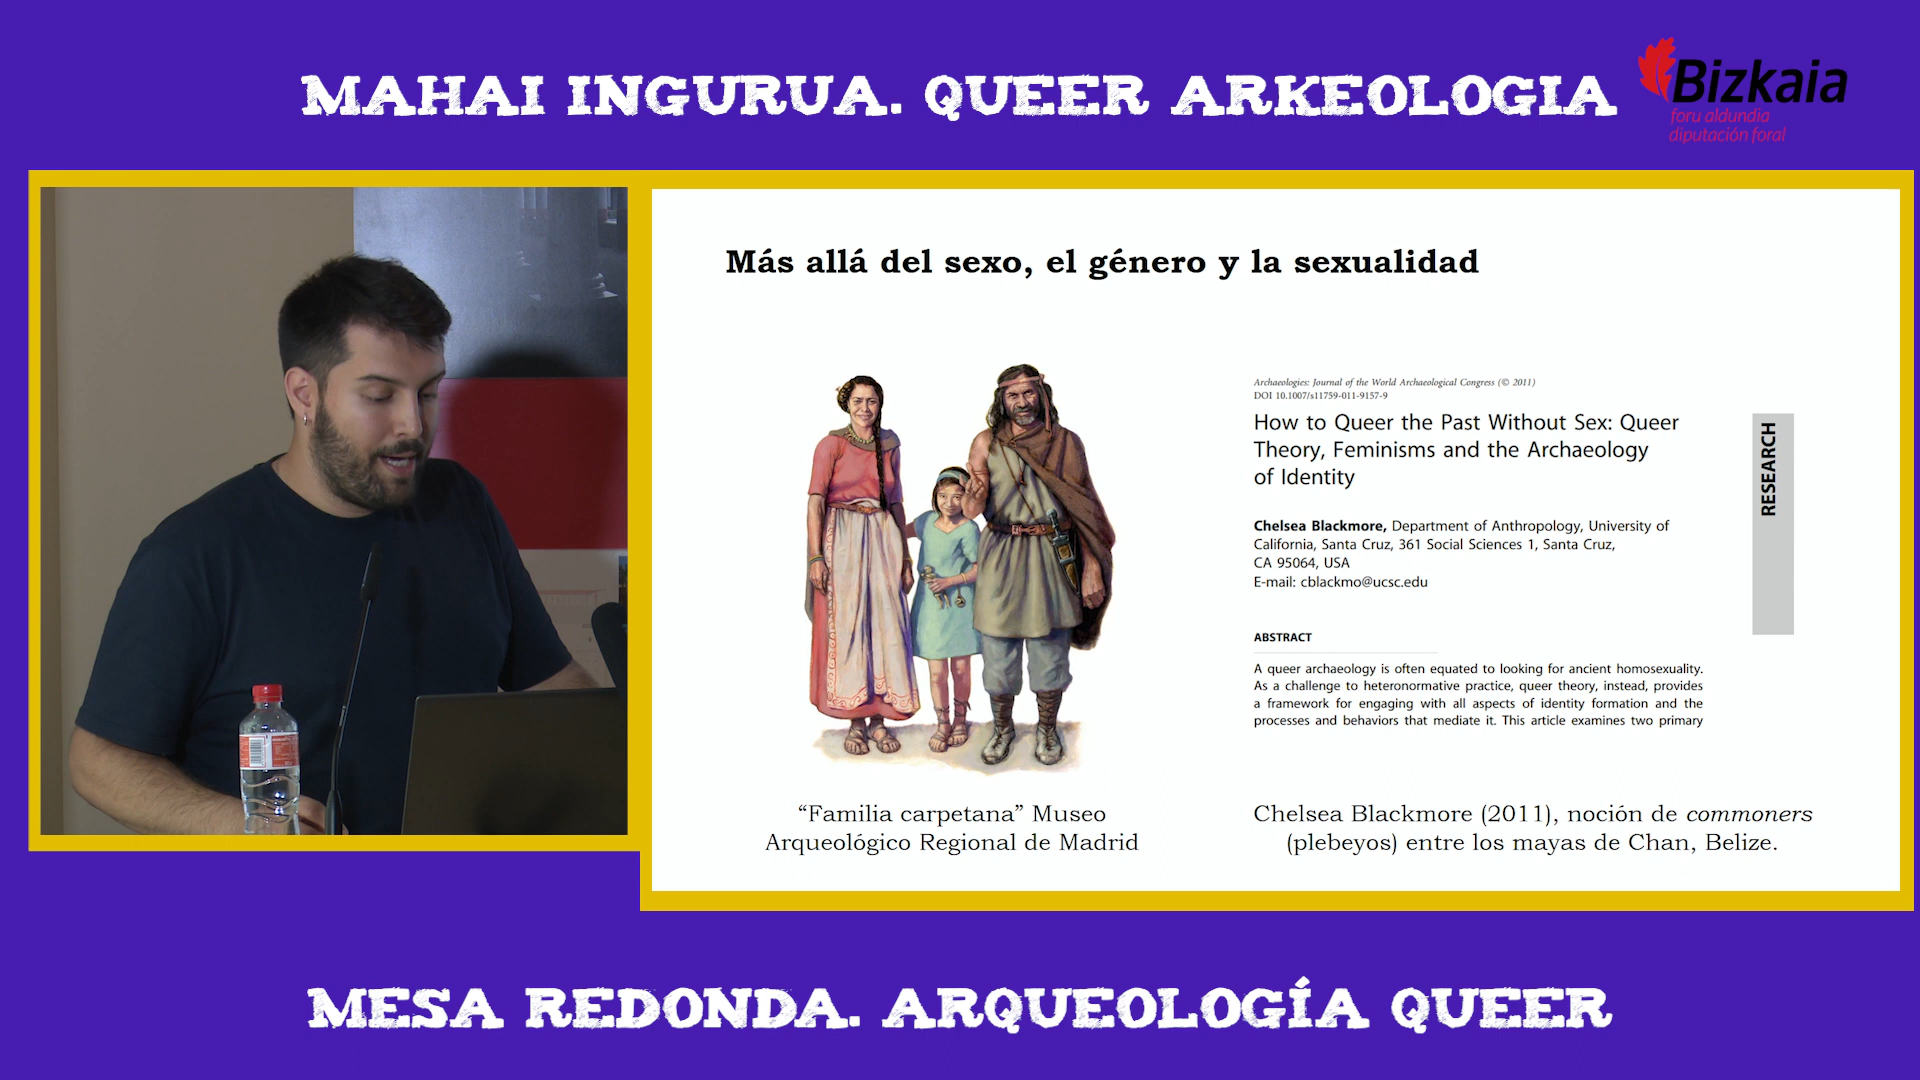 MAHAI INGURUA. QUEER ARKEOLOGIA
Bizkaia
foru aldundia
diputación foral
Más allá del sexo, el género y la sexualidad
Archaeologies: Journal of the World Archaeological Congress (© 2011)
DOI 10.1007/s11759-011-9157-9
How to Queer the Past Without Sex: Queer
Theory, Feminisms and the Archaeology
of Identity
RESEARCH
Chelsea Blackmore, Department of Anthropology, University of
California, Santa Cruz, 361 Social Sciences 1, Santa Cruz,
CA 95064, USA
E-mail: cblackmo@ucsc.edu
ABSTRACT
A queer archaeology is often equated to looking for ancient homosexuality.
As a challenge to heteronormative practice, queer theory, instead, provides
a framework for engaging with all aspects of identity formation and the
processes and behaviors that mediate it. This article examines two primary
“Familia carpetana” Museo
Arqueológico Regional de Madrid
Chelsea Blackmore (2011), noción de commoners
(plebeyos) entre los mayas de Chan, Belize.
MESA REDONDA. ARQUEOLOGÍA QUEER